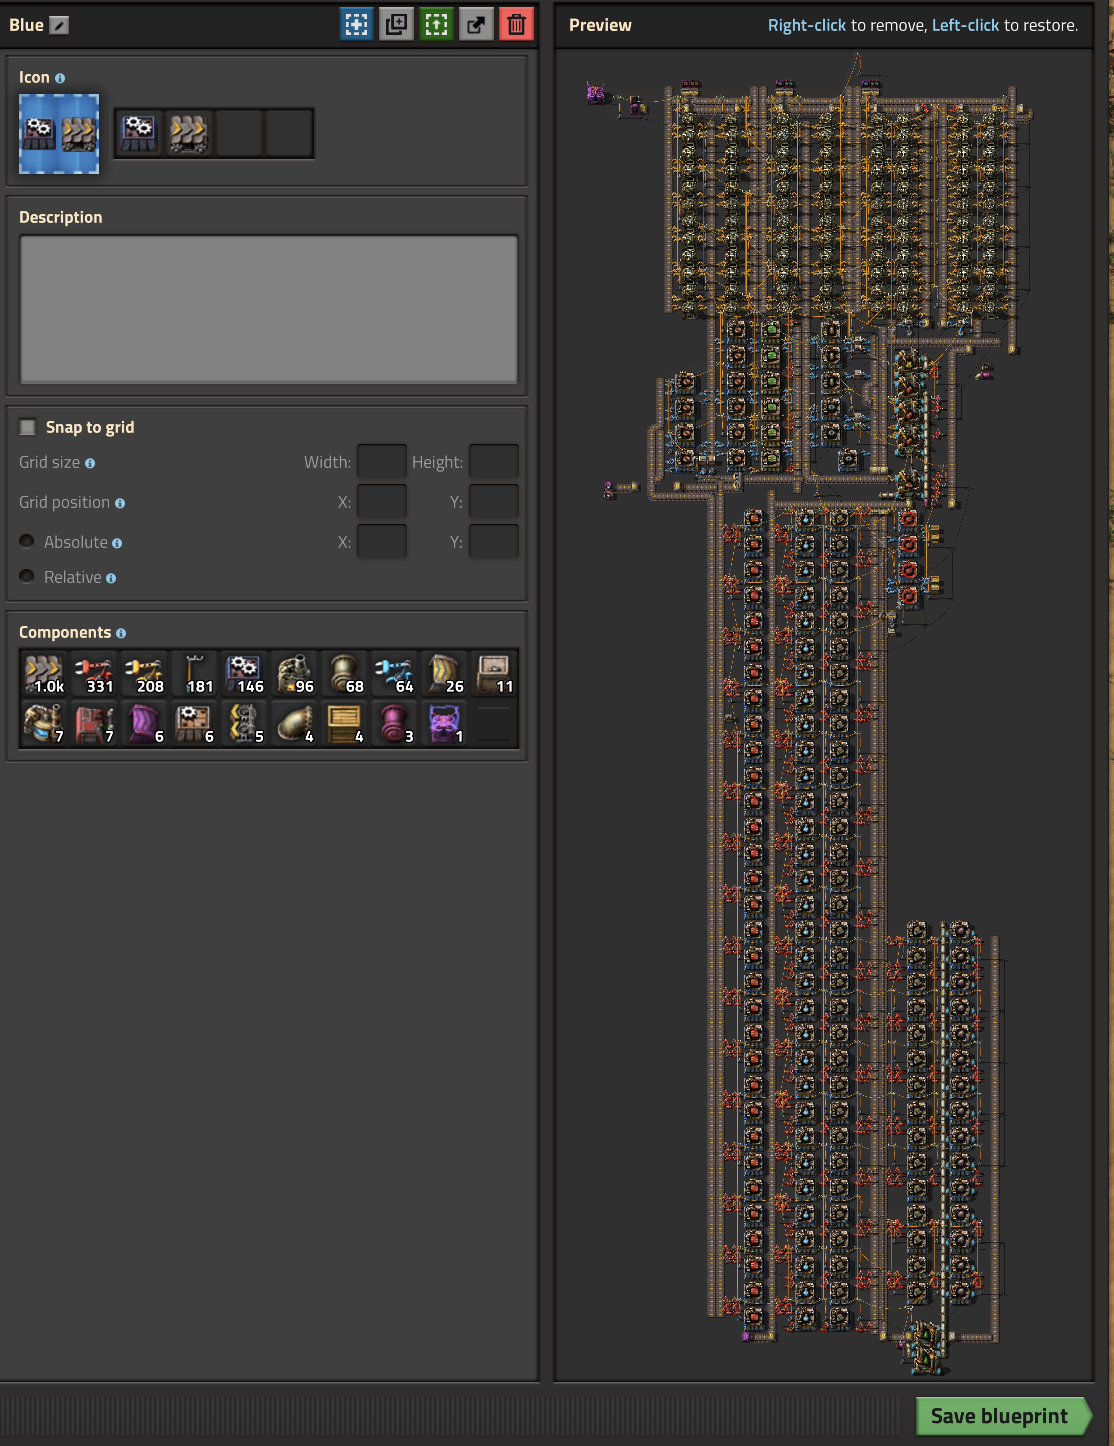 Blue
Preview
Right-click to remove, Left-click to restore.
Icon
Description
Snap to grid
Grid size
Width:
Height:
Grid position
X:
Y:
Absolute
X:
Y:
Relative
Components
1.0k 331 208 181 146 96 68 64 26 11
7 7 6 6 5 4 4 3 1
Save blueprint